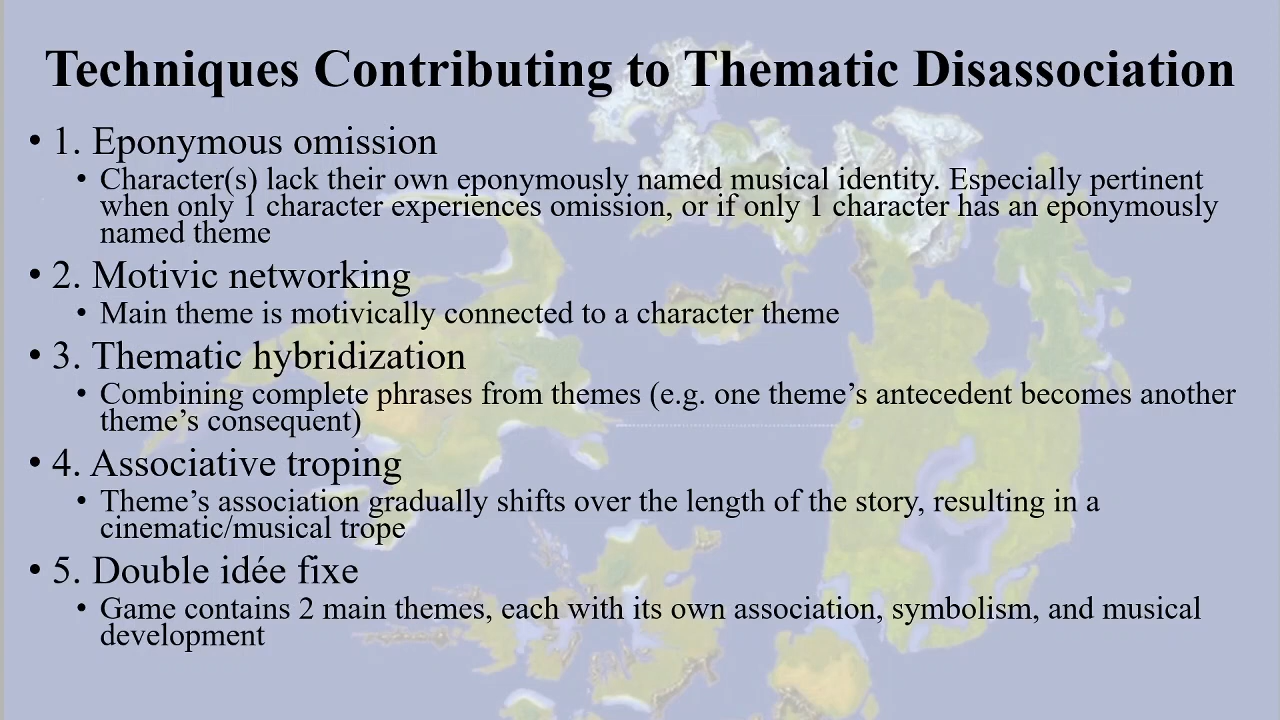 Techniques Contributing to Thematic Disassociation
• 1. Eponymous omission
• Character(s) lack their own eponymously named musical identity. Especially pertinent
when only 1 character experiences omission, or if only 1 character has an eponymously
named theme
• 2. Motivic networking
• Main theme is motivically connected to a character theme
• 3. Thematic hybridization
• Combining complete phrases from themes (e.g. one theme’s antecedent becomes another
theme’s consequent)
• 4. Associative troping
• Theme’s association gradually shifts over the length of the story, resulting in a
cinematic/musical trope
• 5. Double idée fixe
• Game contains 2 main themes, each with its own association, symbolism, and musical
development